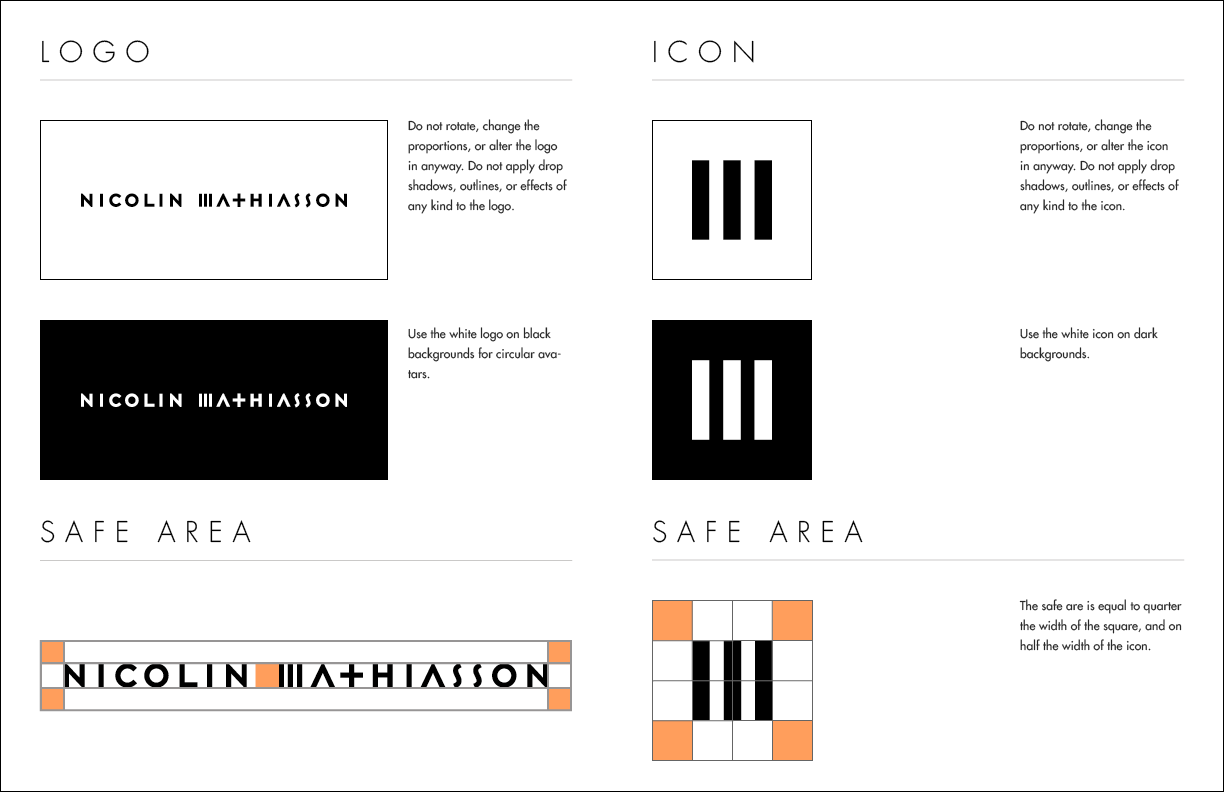 LOGO
NICOLIN MATHIASSON
Do not rotate, change the
proportions, or alter the logo
in anyway. Do not apply drop
shadows, outlines, or effects of
any kind to the logo.
NICOLIN MATHIASSON
Use the white logo on black
backgrounds for circular ava-
tars.
SAFE AREA
NICOLIN MATHIASSON
ICON
Do not rotate, change the
proportions, or alter the icon
in anyway. Do not apply drop
shadows, outlines, or effects of
any kind to the icon.
Use the white icon on dark
backgrounds.
SAFE AREA
The safe are is equal to quarter
the width of the square, and on
half the width of the icon.